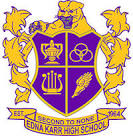 SECOND TO NONE
EST. 1964
EDNA KARR HIGH SCHOOL